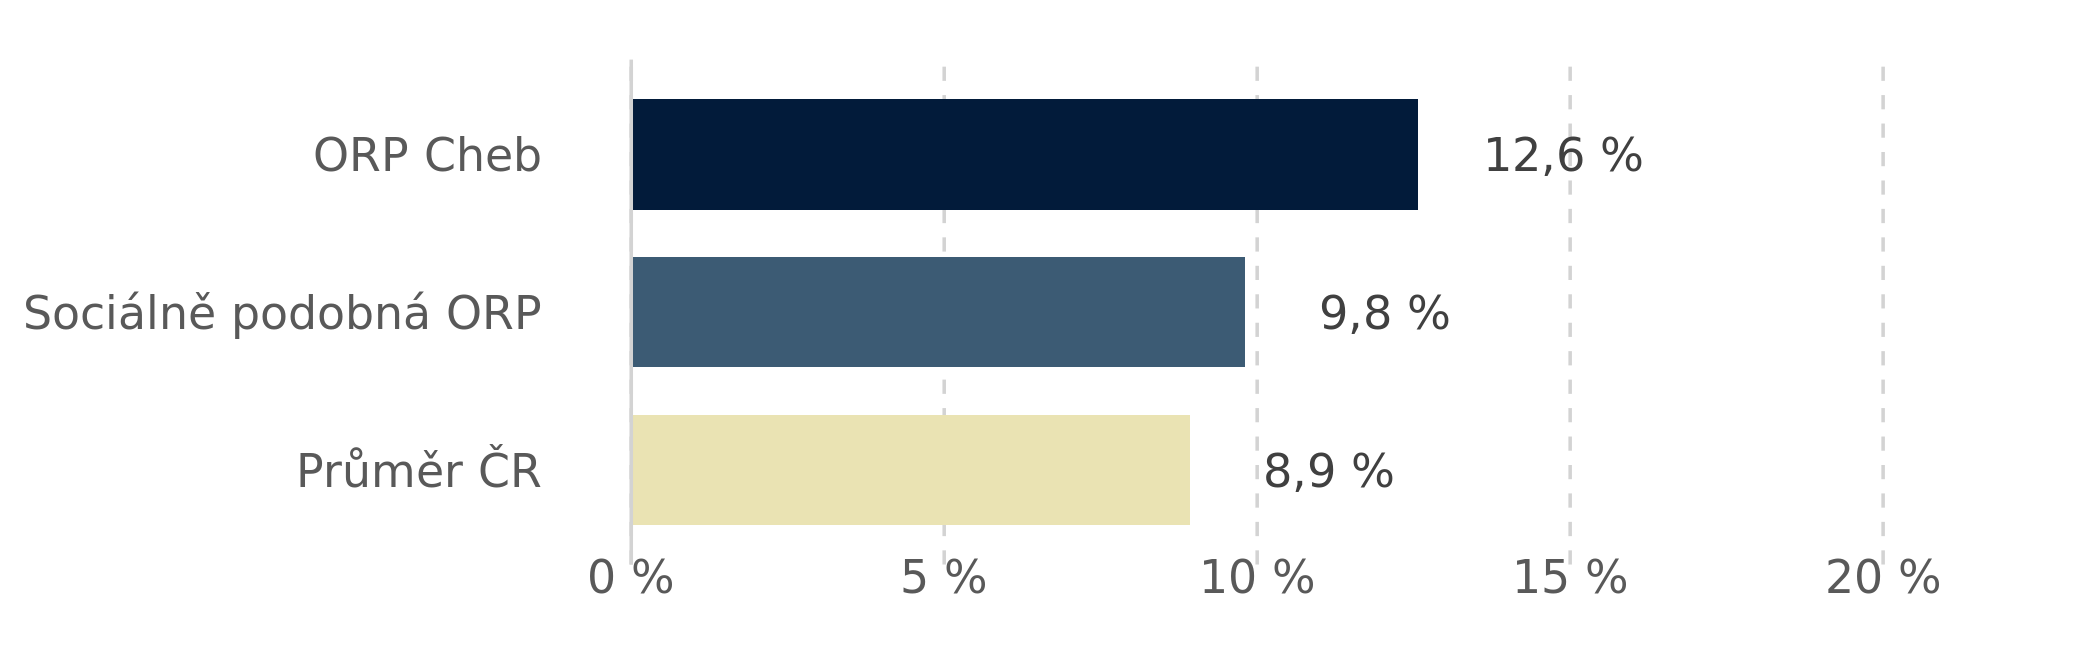 ORP Cheb
12,6 %
Sociálně podobná ORP
9,8 %
Průměr ČR
8,9 %
0 % 5 % 10 % 15 % 20 %